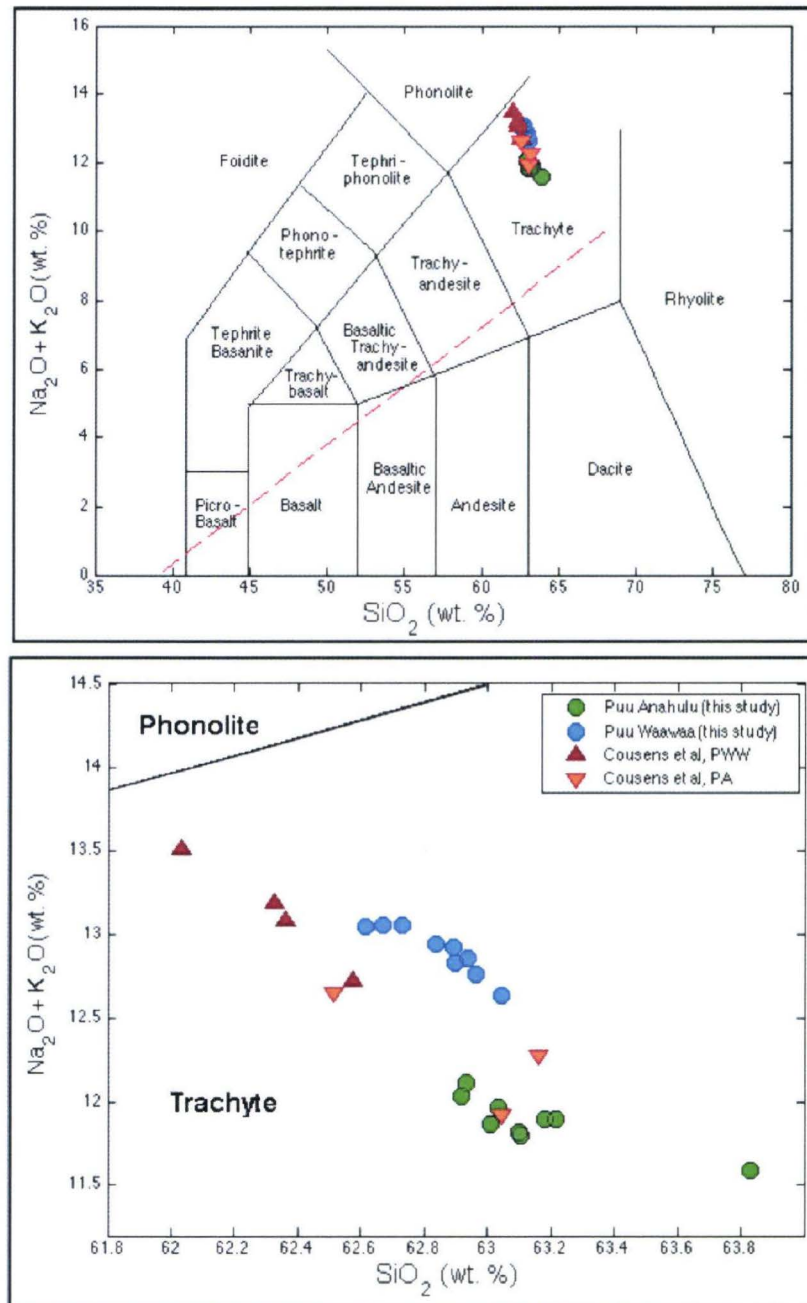 16
14
12
10
8
6
4
2
0
Na2O+K2O(wt. %)
35
40
45
50
55
60
65
70
75
80
SiO2 (wt. %)
Phonolite
Foidite
Tephri-
phonolite
Phono-
tephrite
Trachyte
Trachy-
andesite
Rhyolite
Tephrite
Basanite
Basaltic
Trachy-
andesite
Trachy-
basalt
Picro-
Basalt
Basalt
Basaltic
Andesite
Andesite
Dacite
14.5
14
13.5
13
12.5
12
11.5
Na2O+K2O(wt. %)
Phonolite
Trachyte
Puu Anahulu (this study)
Puu Waawaa (this study)
Cousens et al, PWW
Cousens et al, PA
61.8
62
62.2
62.4
62.6
62.8
63
63.2
63.4
63.6
63.8
SiO2 (wt. %)